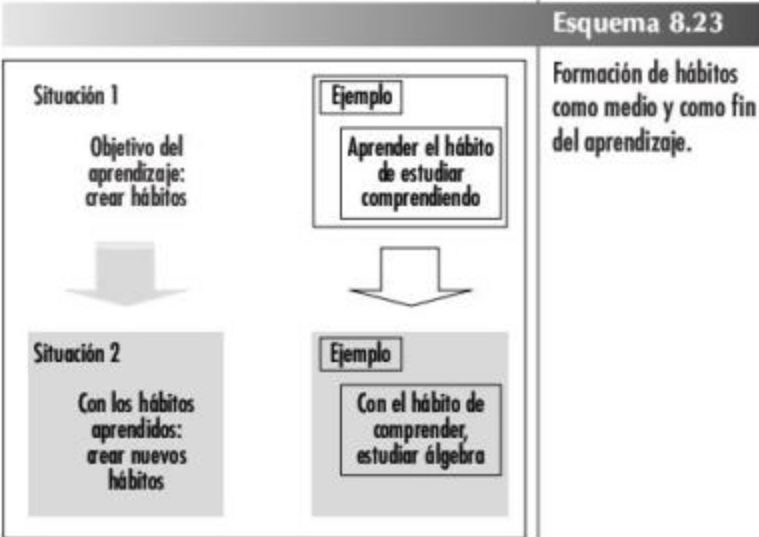 Esquema 8.23
Formación de hábitos
como medio y como fin
del aprendizaje.
Situación 1
Objetivo del
aprendizaje:
crear hábitos
Ejemplo
Aprender el hábito
de estudiar
comprendiendo
Situación 2
Con los hábitos
aprendidos:
crear nuevos
hábitos
Ejemplo
Con el hábito de
comprender,
estudiar álgebra